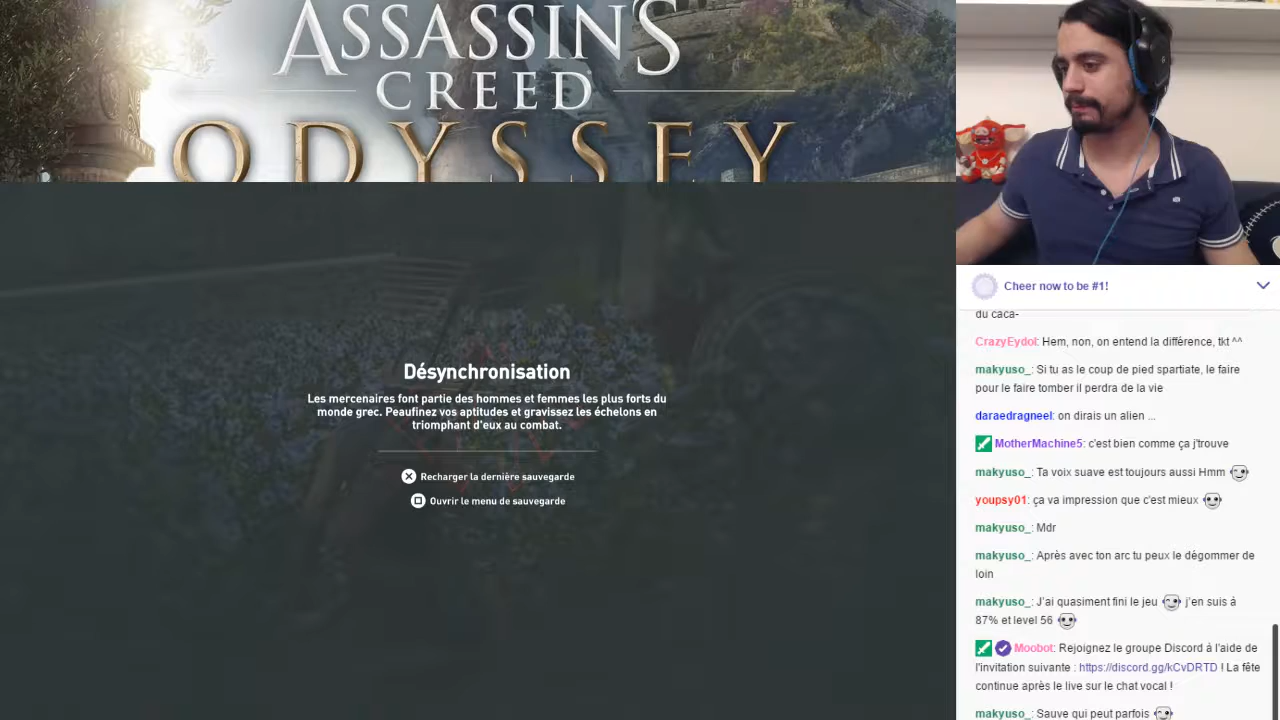 ASSASSIN'S
CREED
ODYSSEY
Désynchronisation
Les mercenaires font partie des hommes et femmes les plus forts du
monde grec. Peaufinez vos aptitudes et gravissez les échelons en
triomphant d'eux au combat.
Recharger la dernière sauvegarde
Ouvrir le menu de sauvegarde
Cheer now to be #1!
du caca-
CrazyEydol: Hem, non, on entend la différence, tkt ^^
makyuso_: Si tu as le coup de pied spartiate, le faire
pour le faire tomber il perdra de la vie
daraedragneel: on dirais un alien ...
MotherMachine5: c'est bien comme ça j'trouve
makyuso_: Ta voix suave est toujours aussi Hmm
youpsy01: ça va impression que c'est mieux
makyuso_: Mdr
makyuso_: Après avec ton arc tu peux le dégommer de
loin
makyuso_: J'ai quasiment fini le jeu j'en suis à
87% et level 56
Moobot: Rejoignez le groupe Discord à l'aide de
l'invitation suivante : https://discord.gg/kCvDRTD ! La fête
continue après le live sur le chat vocal !
makyuso_: Sauve qui peut parfois